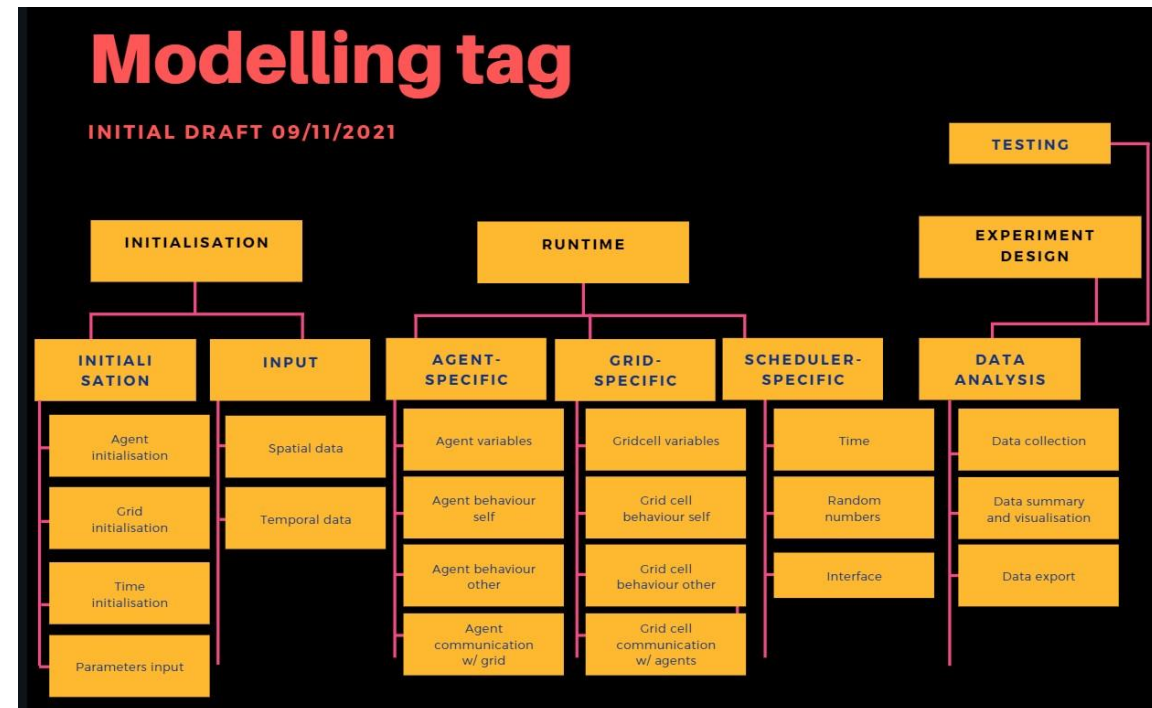 Modelling tag
INITIAL DRAFT 09/11/2021
TESTING
INITIALISATION
RUNTIME
EXPERIMENT
DESIGN
INITIALI
SATION
Agent
initialisation
Grid
initialisation
Time
initialisation
Parameters input
INPUT
Spatial data
Temporal data
AGENT-
SPECIFIC
Agent variables
Agent behaviour
self
Agent behaviour
other
Agent
communication
w/ grid
GRID-
SPECIFIC
Gridcell variables
Grid cell
behaviour self
Grid cell
behaviour other
Grid cell
communication
w/ agents
SCHEDULER-
SPECIFIC
Time
Random
numbers
Interface
DATA
ANALYSIS
Data collection
Data summary
and visualisation
Data export